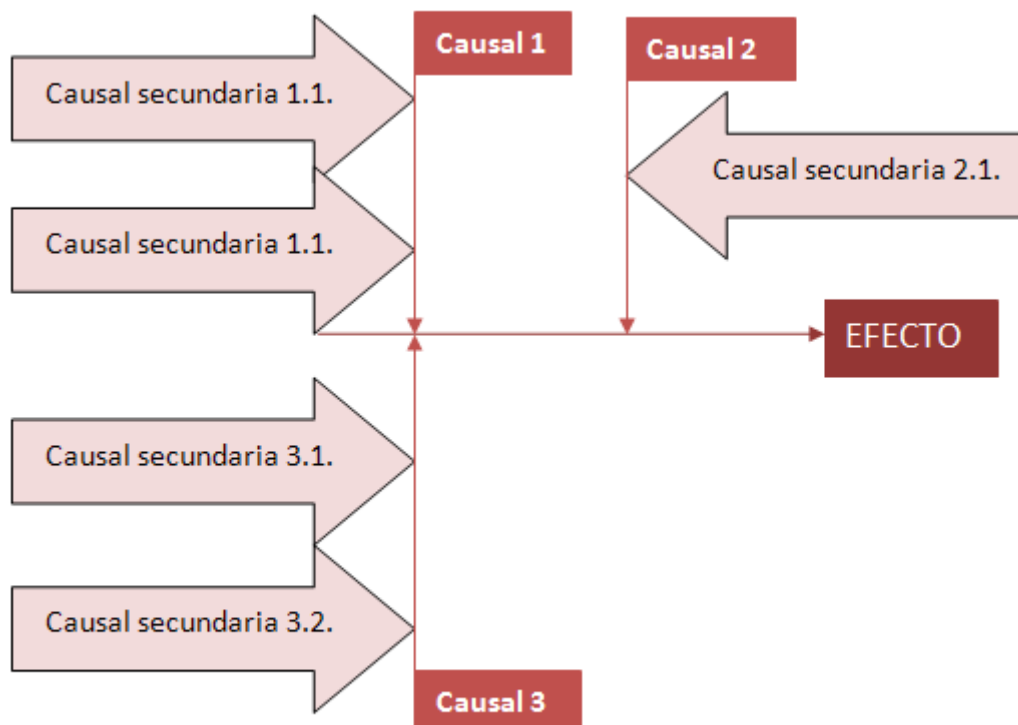 Causal 1
Causal 2
Causal secundaria 1.1.
Causal secundaria 2.1.
Causal secundaria 1.1.
EFECTO
Causal secundaria 3.1.
Causal secundaria 3.2.
Causal 3